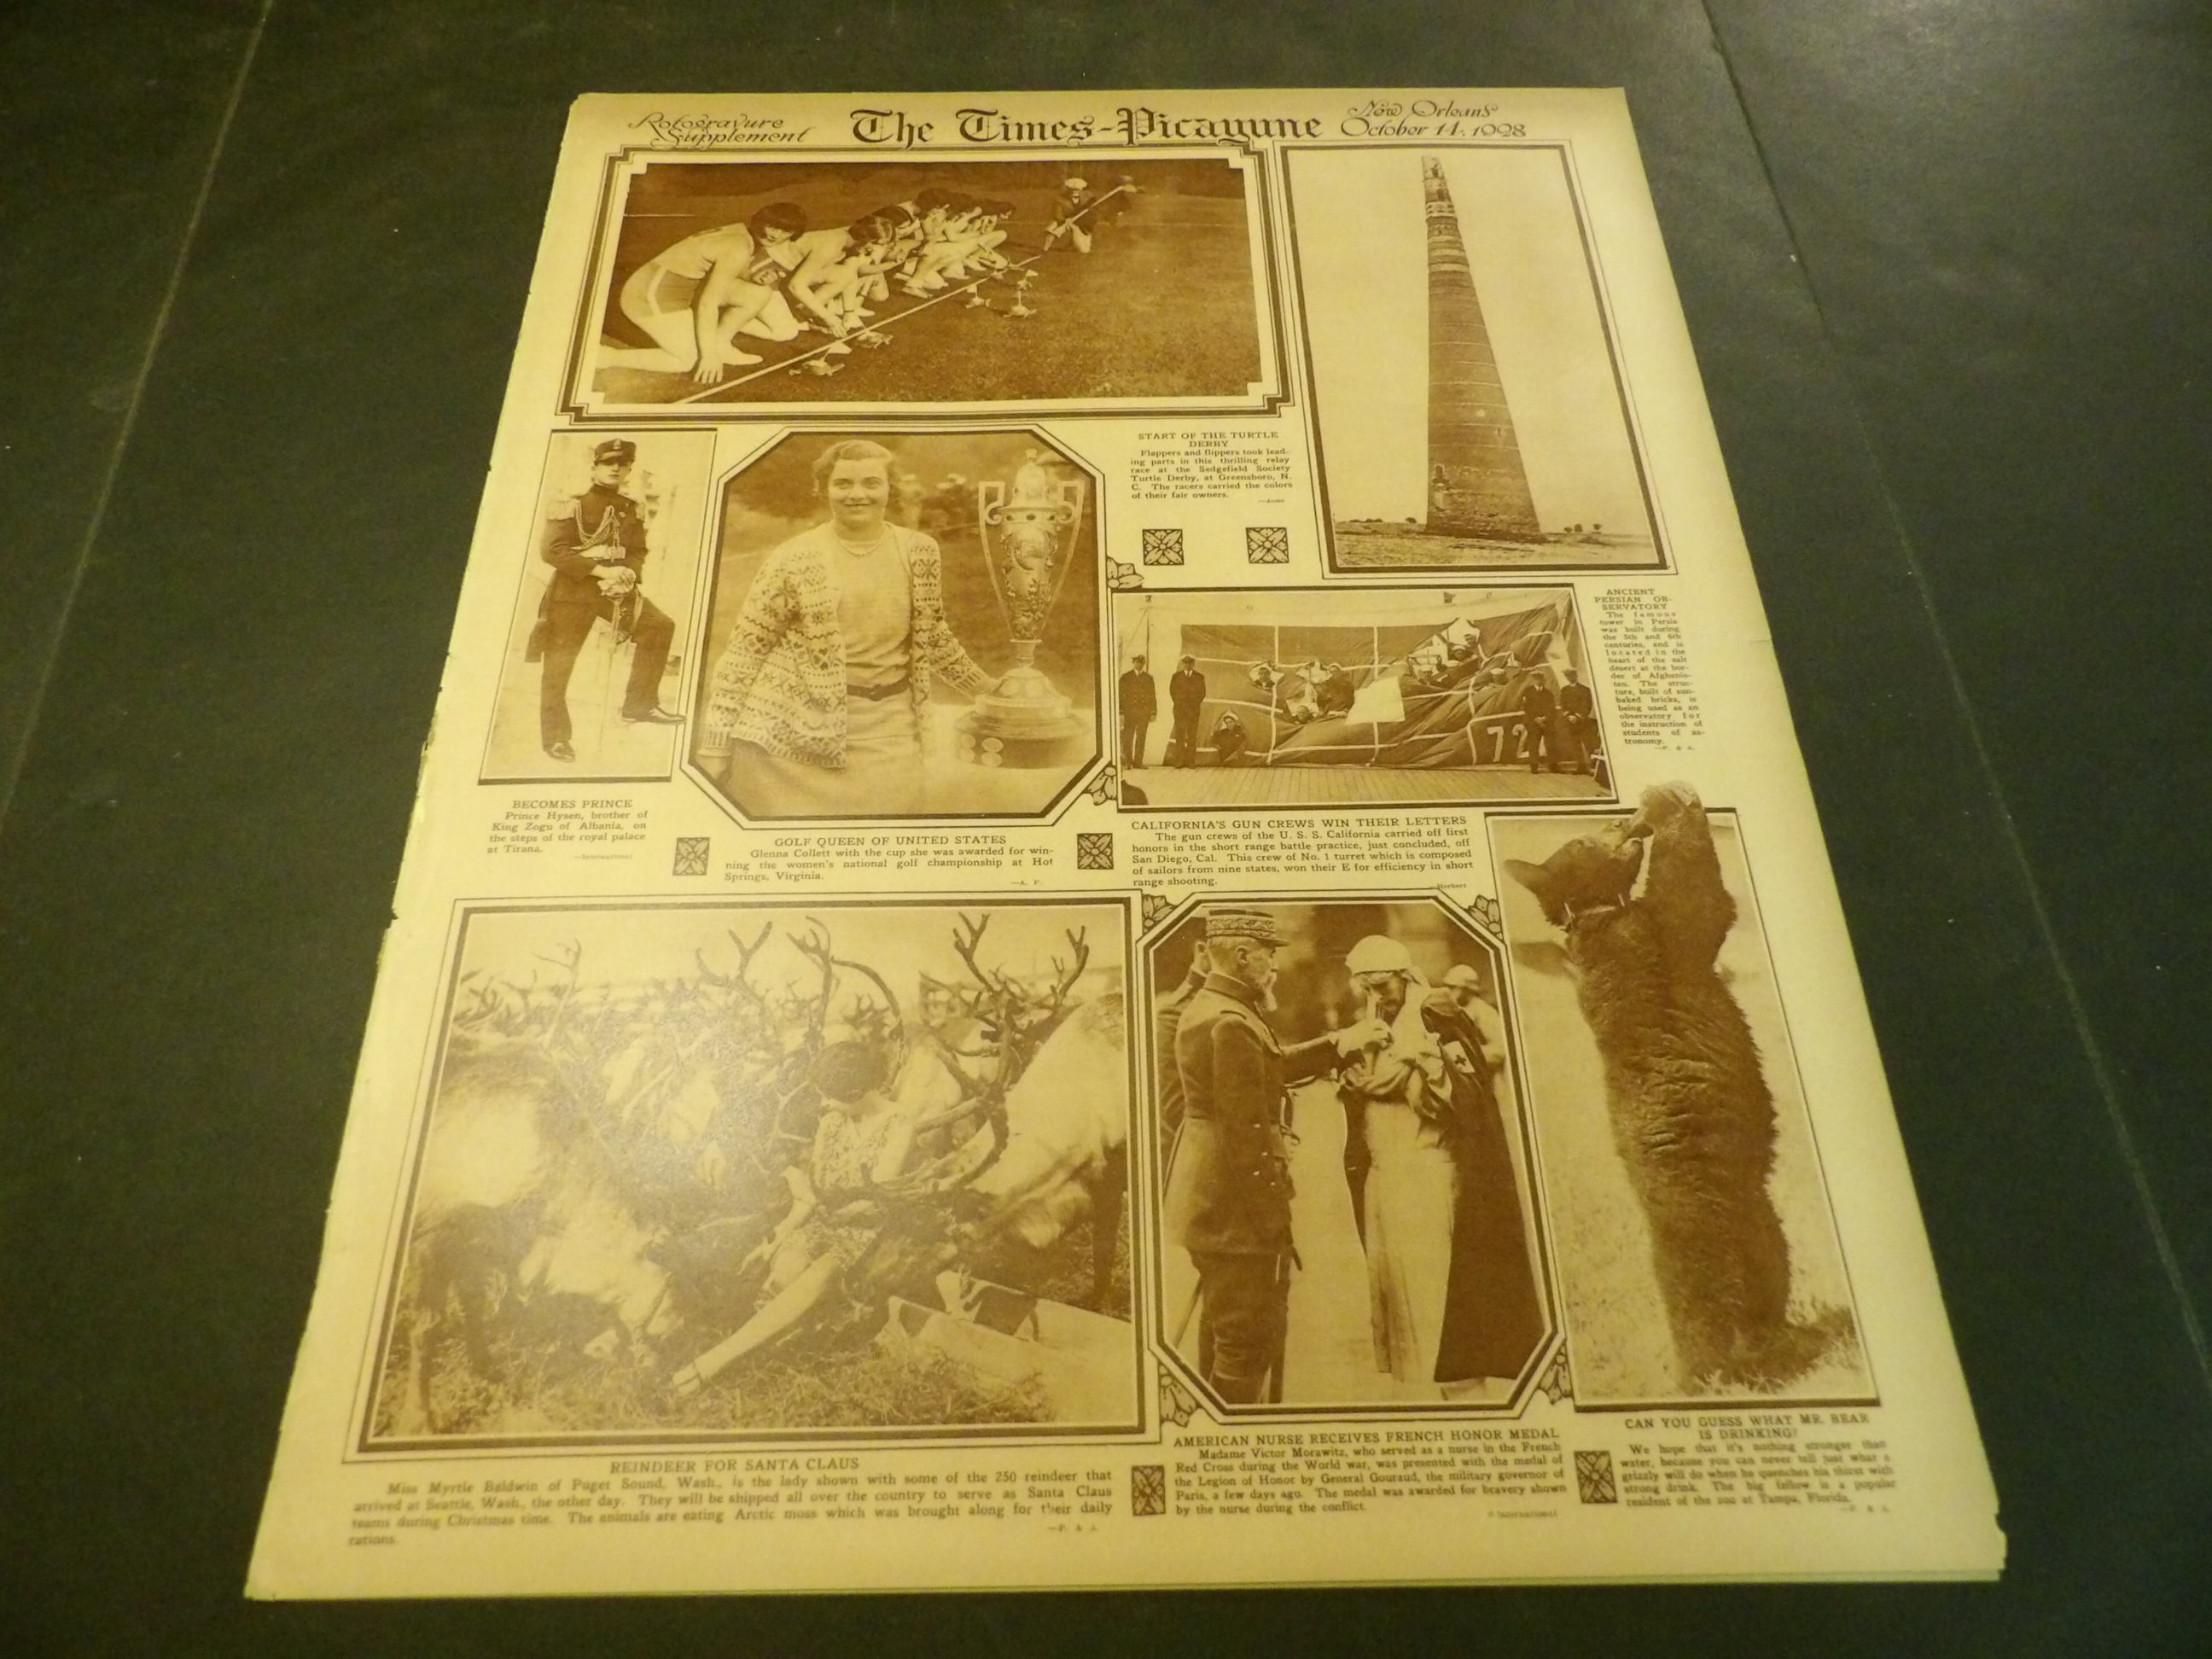 Rotogravure
Supplement
The Times-Picayune
New Orleans
October 14, 1928
START OF THE TURTLE
DERBY
Flappers and flippers took lead-
ing parts in this thrilling relay
race at the Sedgefield Society
Turtle Derby, at Greensboro, N.
C. The racers carried the colors
of their fair owners.
ANCIENT
PERSIAN OB-
SERVATORY
The famous
tower in Persia
was built during
the 5th and 6th
centuries, and is
located in the
heart of the salt
desert at the bor-
der of Afghanis-
tan. The struc-
ture, built of sun-
baked bricks, is
being used as an
observatory for
the instruction of
students of as-
tronomy.
—P. & A.
72
BECOMES PRINCE
Prince Hysen, brother of
King Zogu of Albania, on
the steps of the royal palace
at Tirana.
—International
GOLF QUEEN OF UNITED STATES
Glenna Collett with the cup she was awarded for win-
ning the women's national golf championship at Hot
Springs, Virginia.
—A. P.
CALIFORNIA'S GUN CREWS WIN THEIR LETTERS
The gun crews of the U. S. S. California carried off first
honors in the short range battle practice, just concluded, off
San Diego, Cal. This crew of No. 1 turret which is composed
of sailors from nine states, won their E for efficiency in short
range shooting.
—Herbert
REINDEER FOR SANTA CLAUS
Miss Myrtle Baldwin of Puget Sound, Wash., is the lady shown with some of the 250 reindeer that
arrived at Seattle, Wash., the other day. They will be shipped all over the country to serve as Santa Claus
teams during Christmas time. The animals are eating Arctic moss which was brought along for their daily
rations.
—P. & A.
AMERICAN NURSE RECEIVES FRENCH HONOR MEDAL
Madame Victor Morawitz, who served as a nurse in the French
Red Cross during the World war, was presented with the medal of
the Legion of Honor by General Gouraud, the military governor of
Paris, a few days ago. The medal was awarded for bravery shown
by the nurse during the conflict.
© International
CAN YOU GUESS WHAT MR. BEAR
IS DRINKING?
We hope that it's nothing stronger than
water, because you can never tell just what a
grizzly will do when he quenches his thirst with
strong drink. The big fellow is a popular
resident of the zoo at Tampa, Florida.
—P. & A.